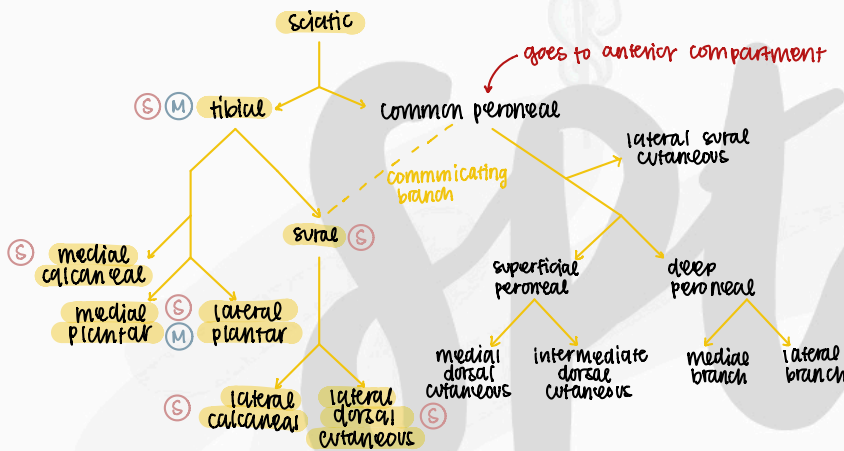 sciatic
goes to anterior compartment
S M tibial
common peroneal
lateral sural
cutaneous
communicating
branch
sural S
S medial
calcaneal
superficial
peroneal
deep
peroneal
medial
plantar
S
M
lateral
plantar
medial
dorsal
cutaneous
intermediate
dorsal
cutaneous
medial
branch
lateral
branch
S lateral
calcaneal
lateral
dorsal
cutaneous
S
spt